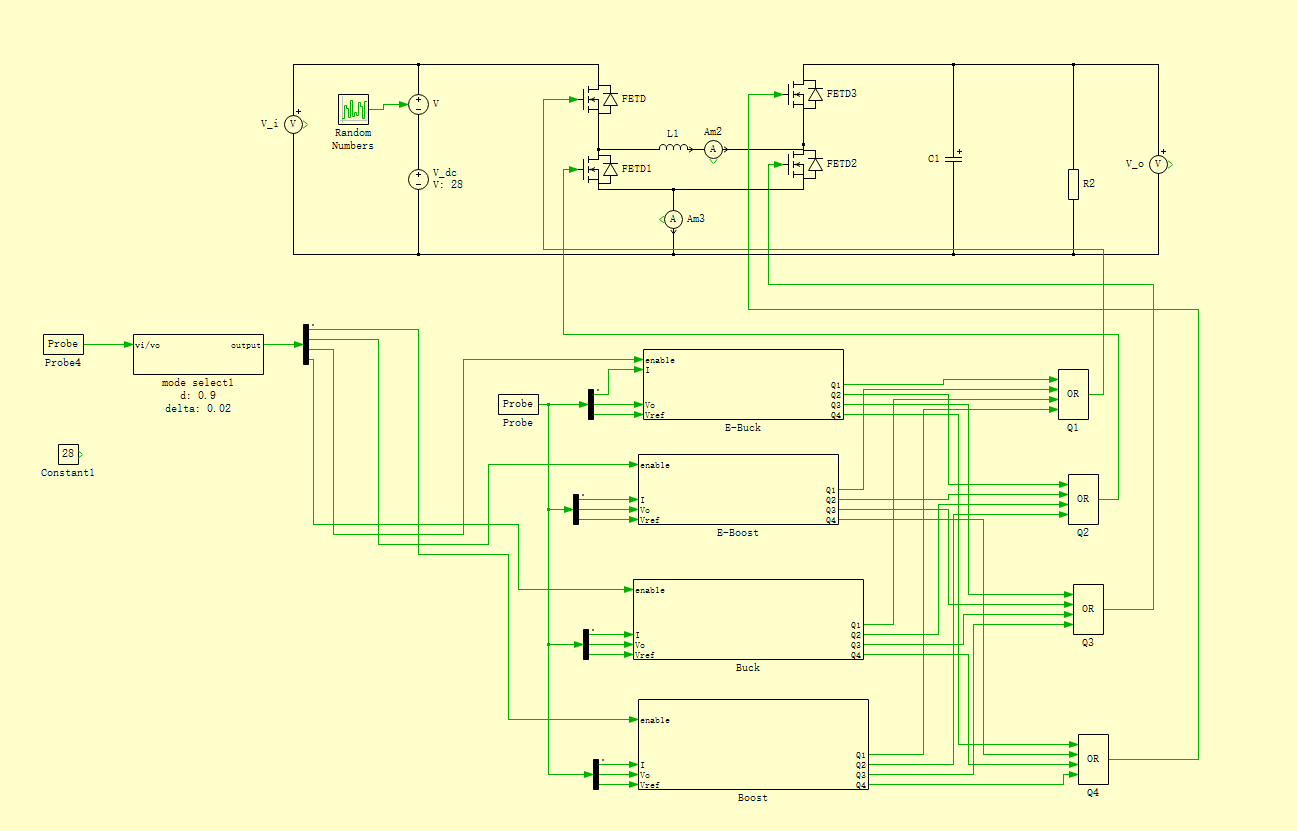 V_i
V
Random
Numbers
V
V_dc
V: 28
FETD
FETD1
L1
Am2
A
A
Am3
FETD3
FETD2
C1
R2
V_o
V
Probe
Probe4
vi/vo
output
mode select1
d: 0.9
delta: 0.02
28
Constant1
Probe
Probe
enable
I
Vo
Vref
Q1
Q2
Q3
Q4
E-Buck
enable
I
Vo
Vref
Q1
Q2
Q3
Q4
E-Boost
enable
I
Vo
Vref
Q1
Q2
Q3
Q4
Buck
enable
I
Vo
Vref
Q1
Q2
Q3
Q4
Boost
OR
Q1
OR
Q2
OR
Q3
OR
Q4